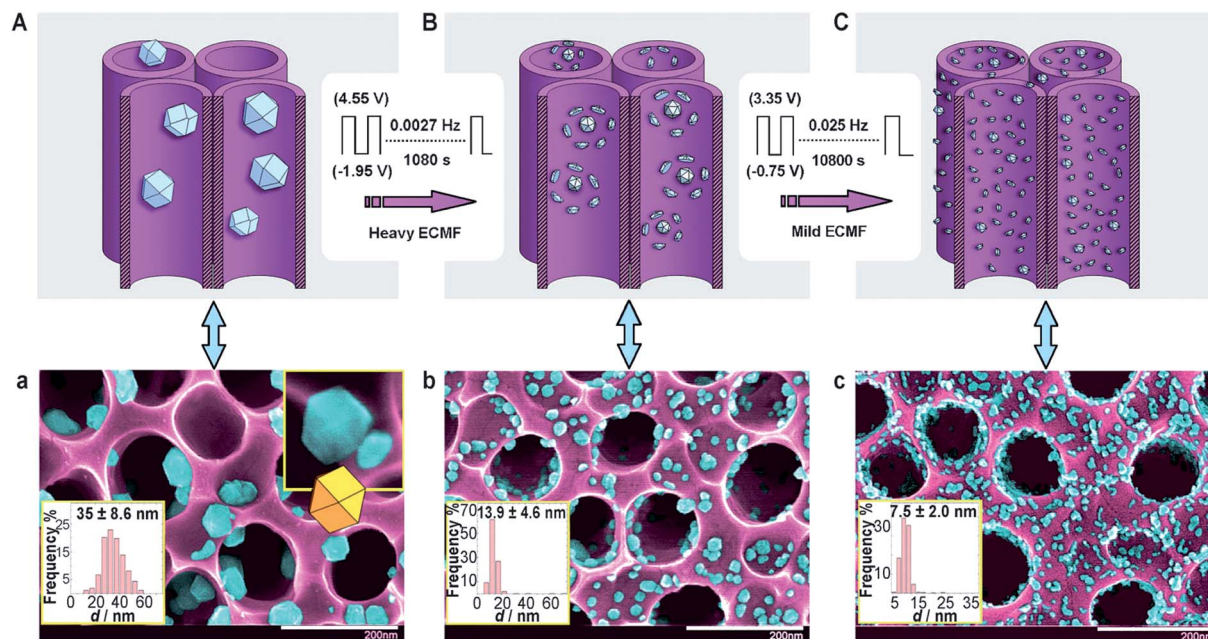 A
B
C
(4.55 V)
0.0027 Hz
1080 s
(-1.95 V)
Heavy ECMF
(3.35 V)
0.025 Hz
10800 s
(-0.75 V)
Mild ECMF
a
b
c
35 ± 8.6 nm
Frequency %
25
15
5
0 20 40 60
d / nm
200nm
13.9 ± 4.6 nm
Frequency %
70
50
30
10
0 10 20 30 40 50
d / nm
200nm
7.5 ± 2.0 nm
Frequency %
30
10
5 15 25 35
d / nm
200nm